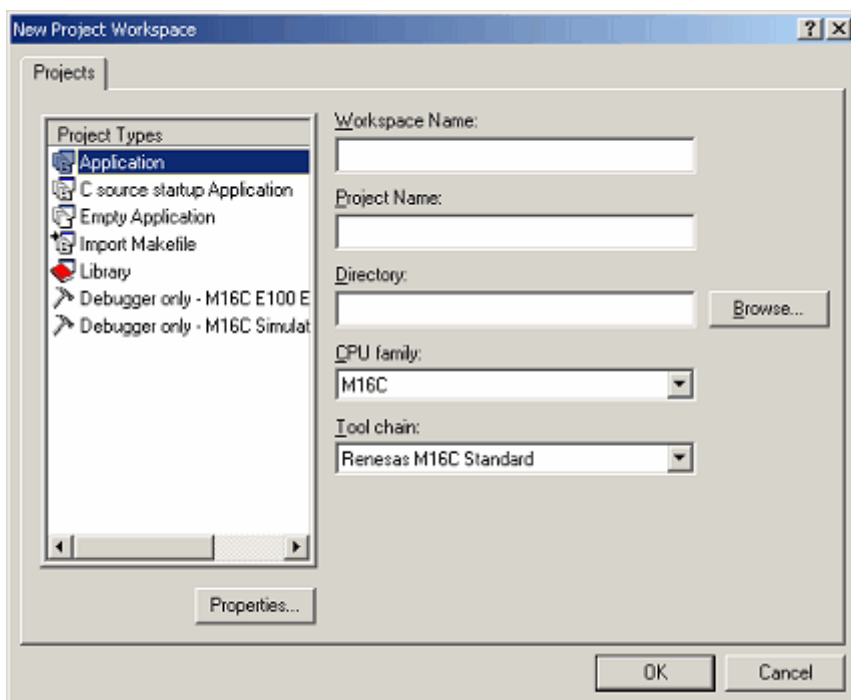 New Project Workspace
Projects
Project Types
Application
C source startup Application
Empty Application
Import Makefile
Library
Debugger only - M16C E100 E
Debugger only - M16C Simulat
Properties...
Workspace Name:
Project Name:
Directory:
Browse...
CPU family:
M16C
Tool chain:
Renesas M16C Standard
OK
Cancel